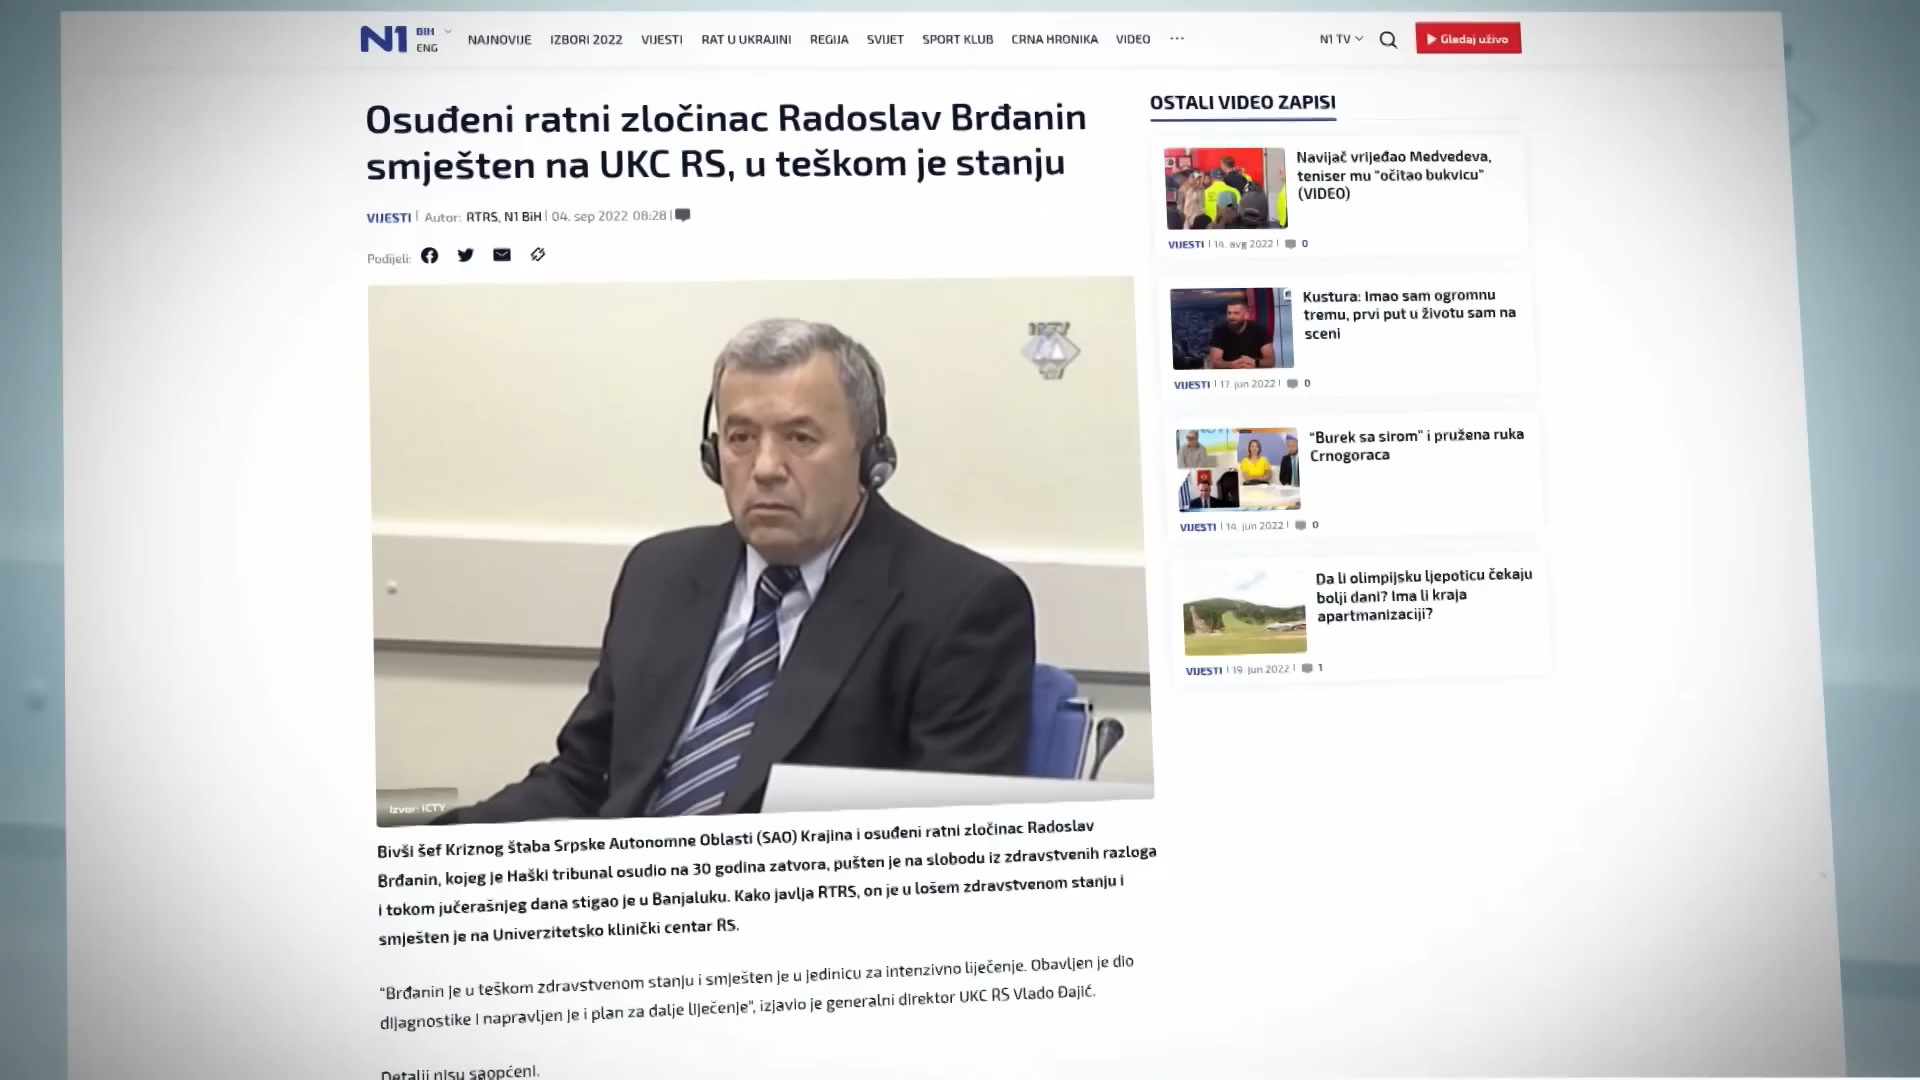 N1
BIH
ENG
NAJNOVIJE IZBORI 2022 VIJESTI RAT U UKRAJINI REGIJA SVIJET SPORT KLUB CRNA HRONIKA VIDEO ...
N1 TV
Gledaj uživo
Osuđeni ratni zločinac Radoslav Brđanin
smješten na UKC RS, u teškom je stanju
VIJESTI | Autor: RTRS, N1 BiH | 04. sep 2022 08:28 |
Podijeli:
ICTY
Izvor: ICTY
Bivši šef Kriznog štaba Srpske Autonomne Oblasti (SAO) Krajina i osuđeni ratni zločinac Radoslav
Brđanin, kojeg je Haški tribunal osudio na 30 godina zatvora, pušten je na slobodu iz zdravstvenih razloga
i tokom jučerašnjeg dana stigao je u Banjaluku. Kako javlja RTRS, on je u lošem zdravstvenom stanju i
smješten je na Univerzitetsko klinički centar RS.
"Brđanin je u teškom zdravstvenom stanju i smješten je u jedinicu za intenzivno liječenje. Obavljen je dio
dijagnostike i napravljen je i plan za dalje liječenje", izjavio je generalni direktor UKC RS Vlado Đajić.
Detalji nisu saopćeni.
OSTALI VIDEO ZAPISI
Navijač vrijeđao Medvedeva,
teniser mu "očitao bukvicu"
(VIDEO)
VIJESTI | 14. avg 2022 | 0
Kustura: Imao sam ogromnu
tremu, prvi put u životu sam na
sceni
VIJESTI | 17. jun 2022 | 0
"Burek sa sirom" i pružena ruka
Crnogoraca
VIJESTI | 14. jun 2022 | 0
Da li olimpijsku ljepoticu čekaju
bolji dani? Ima li kraja
apartmanizaciji?
VIJESTI | 19. jun 2022 | 1